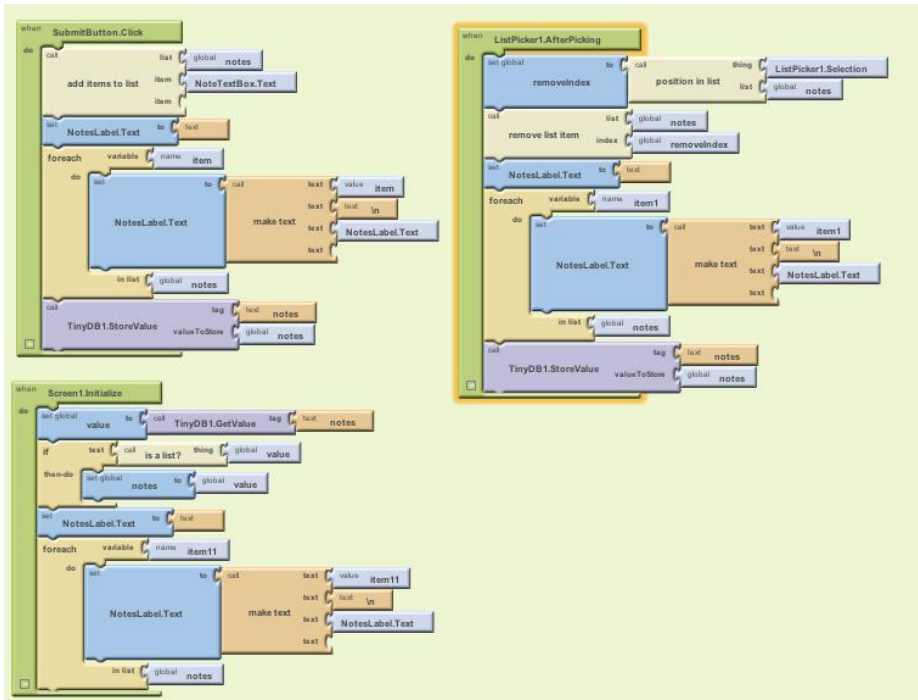 when SubmitButton.Click
do
call list global notes
add items to list item NoteTextBox.Text
item
set NotesLabel.Text to text
foreach variable name item
do
set to call text value item
text text \n
NotesLabel.Text make text text NotesLabel.Text
text
in list global notes
call tag text notes
TinyDB1.StoreValue valueToStore global notes
when ListPicker1.AfterPicking
do
set global removeIndex to call position in list thing ListPicker1.Selection
list global notes
call list global notes
remove list item index global removeIndex
set NotesLabel.Text to text
foreach variable name item1
do
set to call text value item1
text text \n
NotesLabel.Text make text text NotesLabel.Text
text
in list global notes
call tag text notes
TinyDB1.StoreValue valueToStore global notes
when Screen1.Initialize
do
set global value to call TinyDB1.GetValue tag text notes
if test call is a list? thing global value
then-do set global notes to global value
set NotesLabel.Text to text
foreach variable name item11
do
set to call text value item11
text text \n
NotesLabel.Text make text text NotesLabel.Text
text
in list global notes